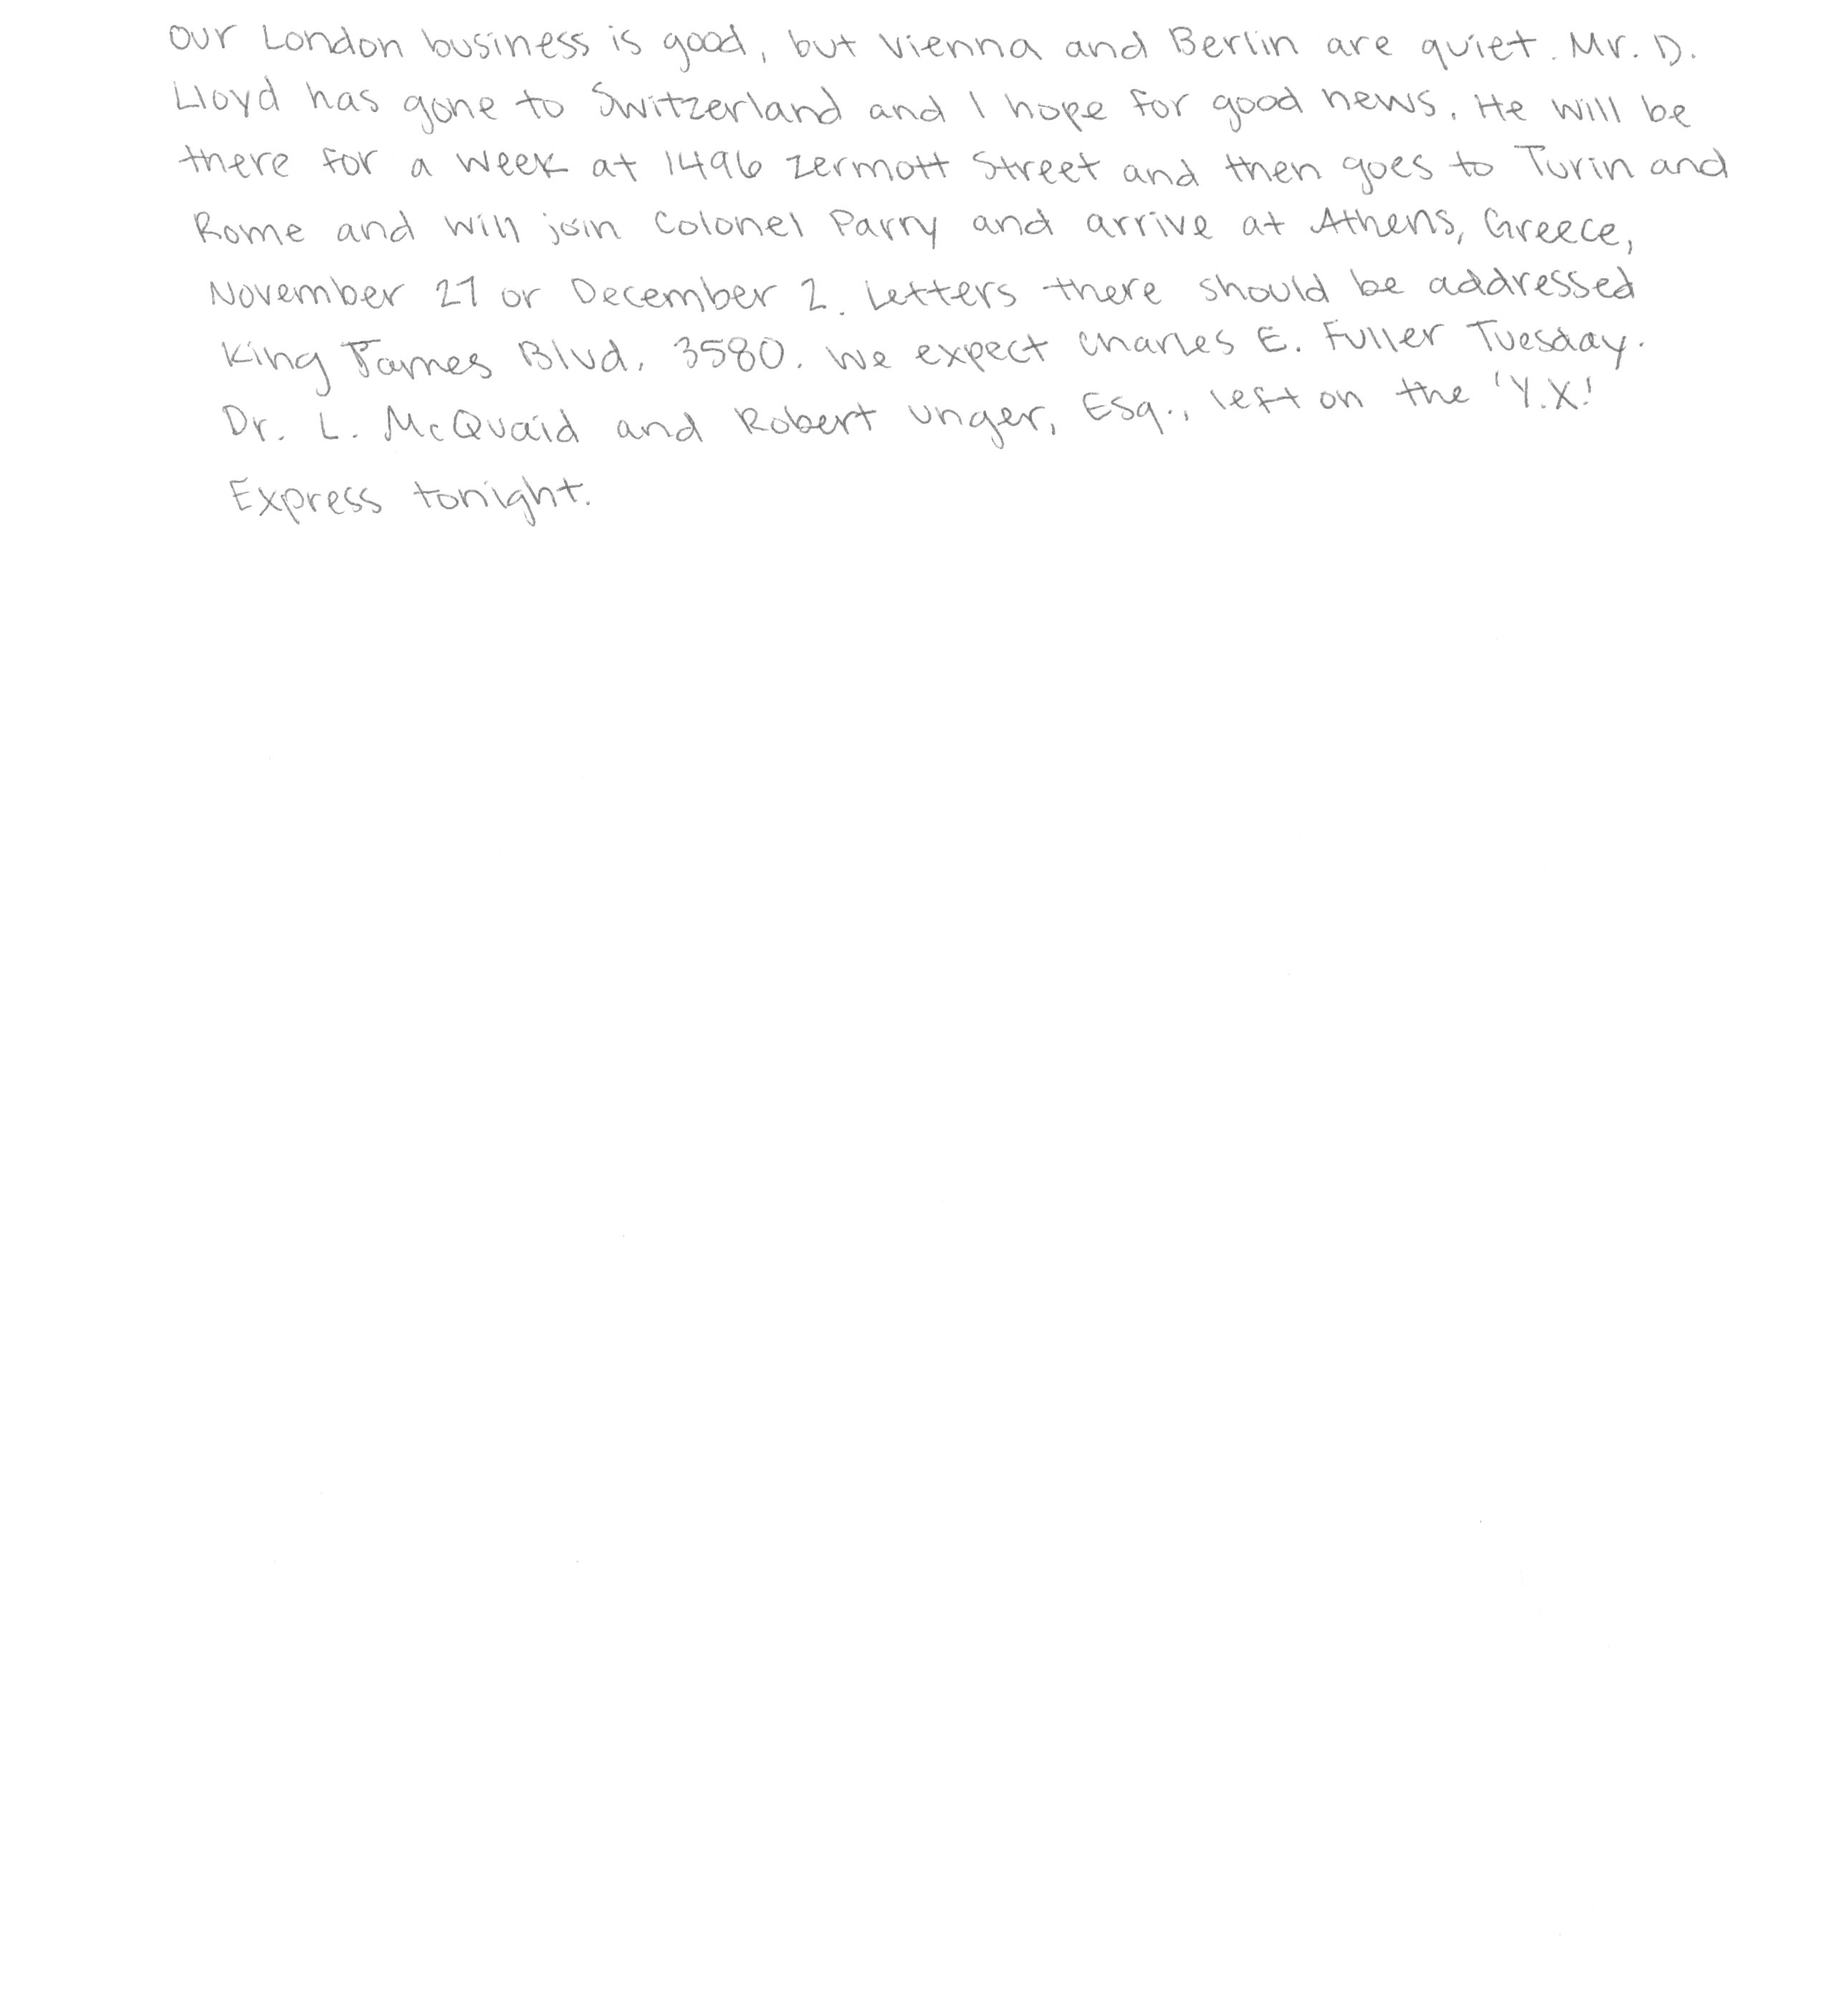 Our London business is good, but Vienna and Berlin are quiet. Mr. D.
Lloyd has gone to Switzerland and I hope for good news. He will be
there for a week at 1496 Zermott Street and then goes to Turin and
Rome and will join Colonel Parry and arrive at Athens, Greece,
November 27 or December 2. Letters there should be addressed
King James Blvd. 3580. We expect Charles E. Fuller Tuesday.
Dr. L. McQuaid and Robert Unger, Esq., left on the 'Y.X.'
Express tonight.